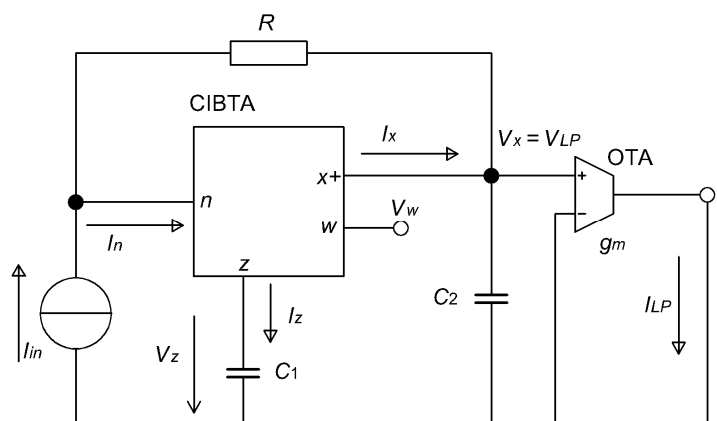 R
CIBTA
Ix
Vx = VLP
OTA
x+
+
n
Vw
In
w
−
gm
z
Iz
C2
ILP
Iin
Vz
C1